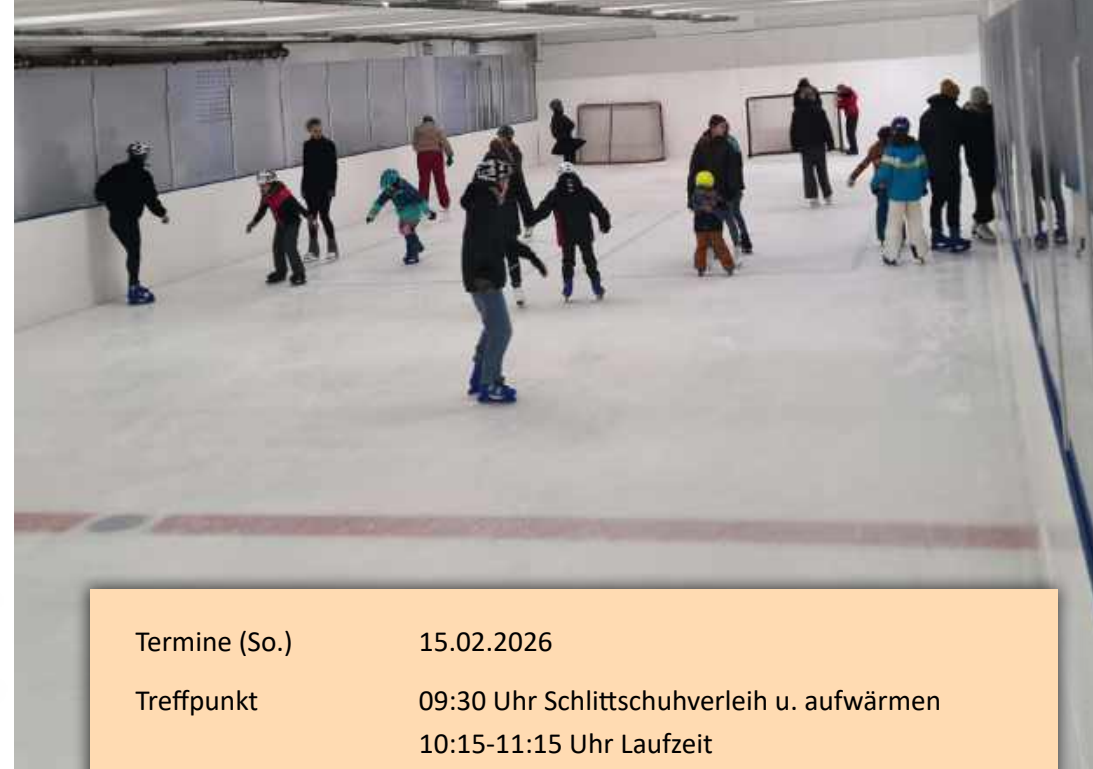 Termine (So.) 15.02.2026
Treffpunkt 09:30 Uhr Schlittschuhverleih u. aufwärmen
10:15-11:15 Uhr Laufzeit